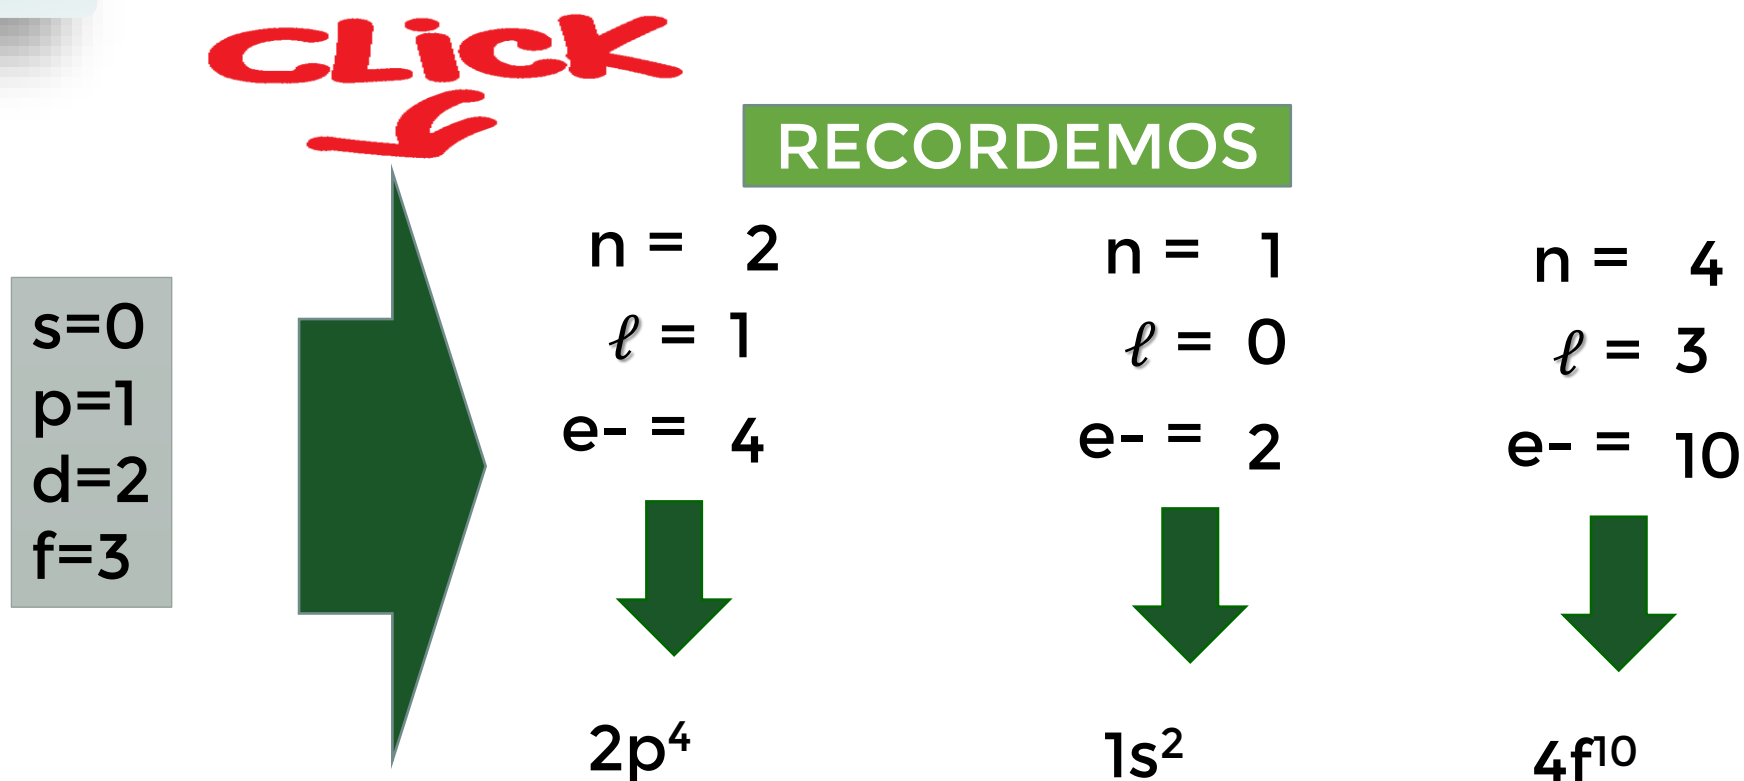 CLiCK
RECORDEMOS
s=0
p=1
d=2
f=3
n = 2
ℓ = 1
e- = 4
2p⁴
n = 1
ℓ = 0
e- = 2
1s²
n = 4
ℓ = 3
e- = 10
4f¹⁰